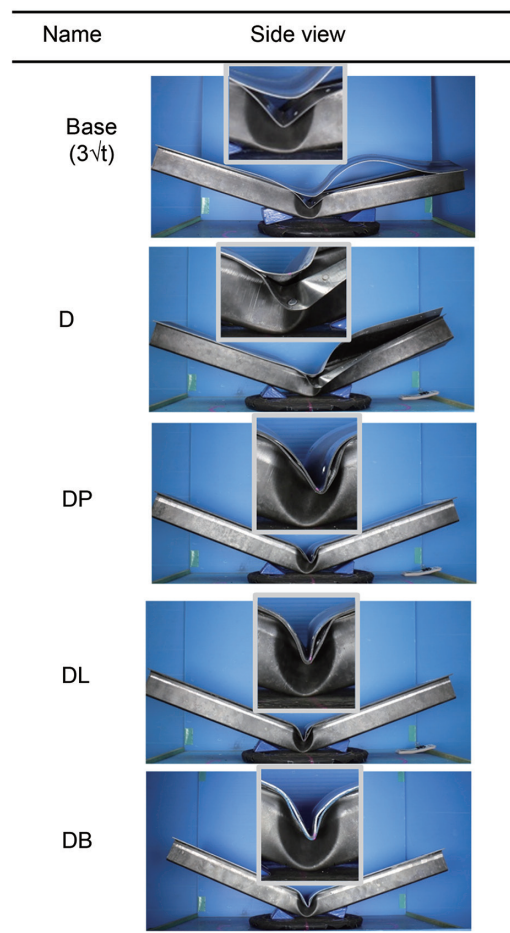 Name Side view
Base
(3√t)
D
DP
DL
DB